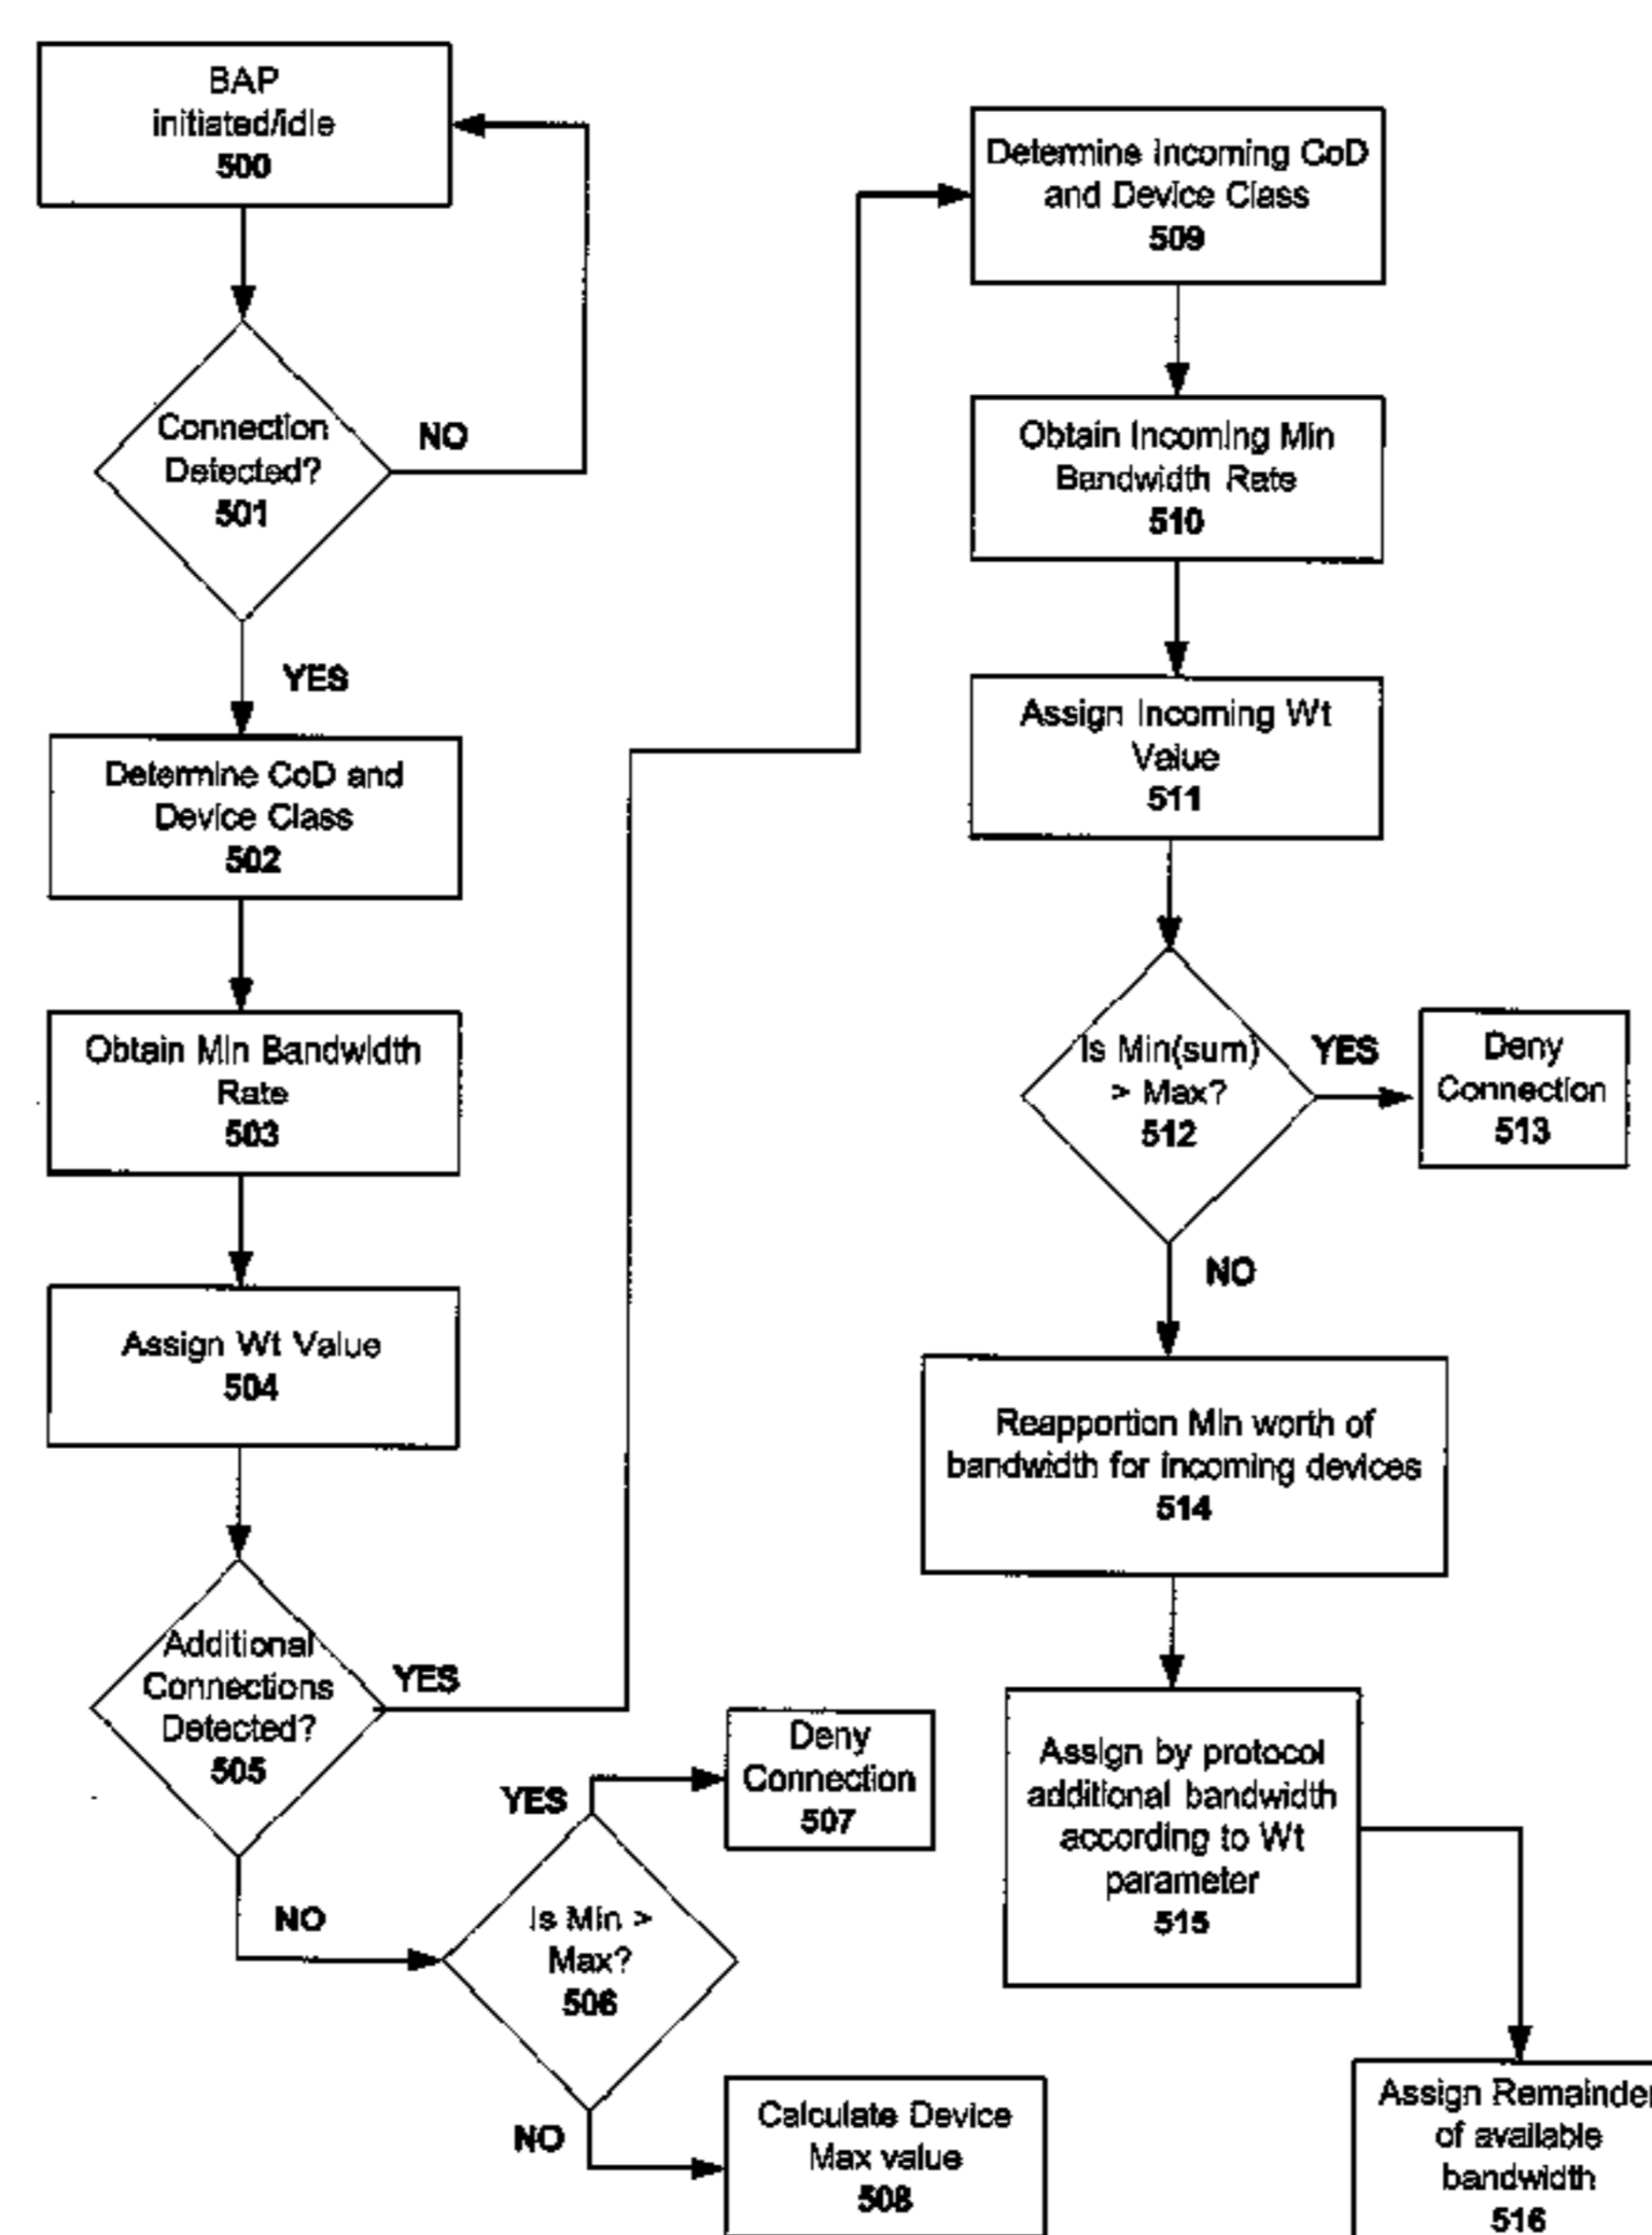 BAP
initiated/idle
500
Connection
Detected?
501
NO
YES
Determine CoD and
Device Class
502
Obtain Min Bandwidth
Rate
503
Assign Wt Value
504
Additional
Connections
Detected?
505
YES
NO
Is Min >
Max?
506
YES
Deny
Connection
507
NO
Calculate Device
Max value
508
Determine Incoming CoD
and Device Class
509
Obtain Incoming Min
Bandwidth Rate
510
Assign Incoming Wt
Value
511
Is Min(sum)
> Max?
512
YES
Deny
Connection
513
NO
Reapportion Min worth of
bandwidth for incoming devices
514
Assign by protocol
additional bandwidth
according to Wt
parameter
515
Assign Remainder
of available
bandwidth
516